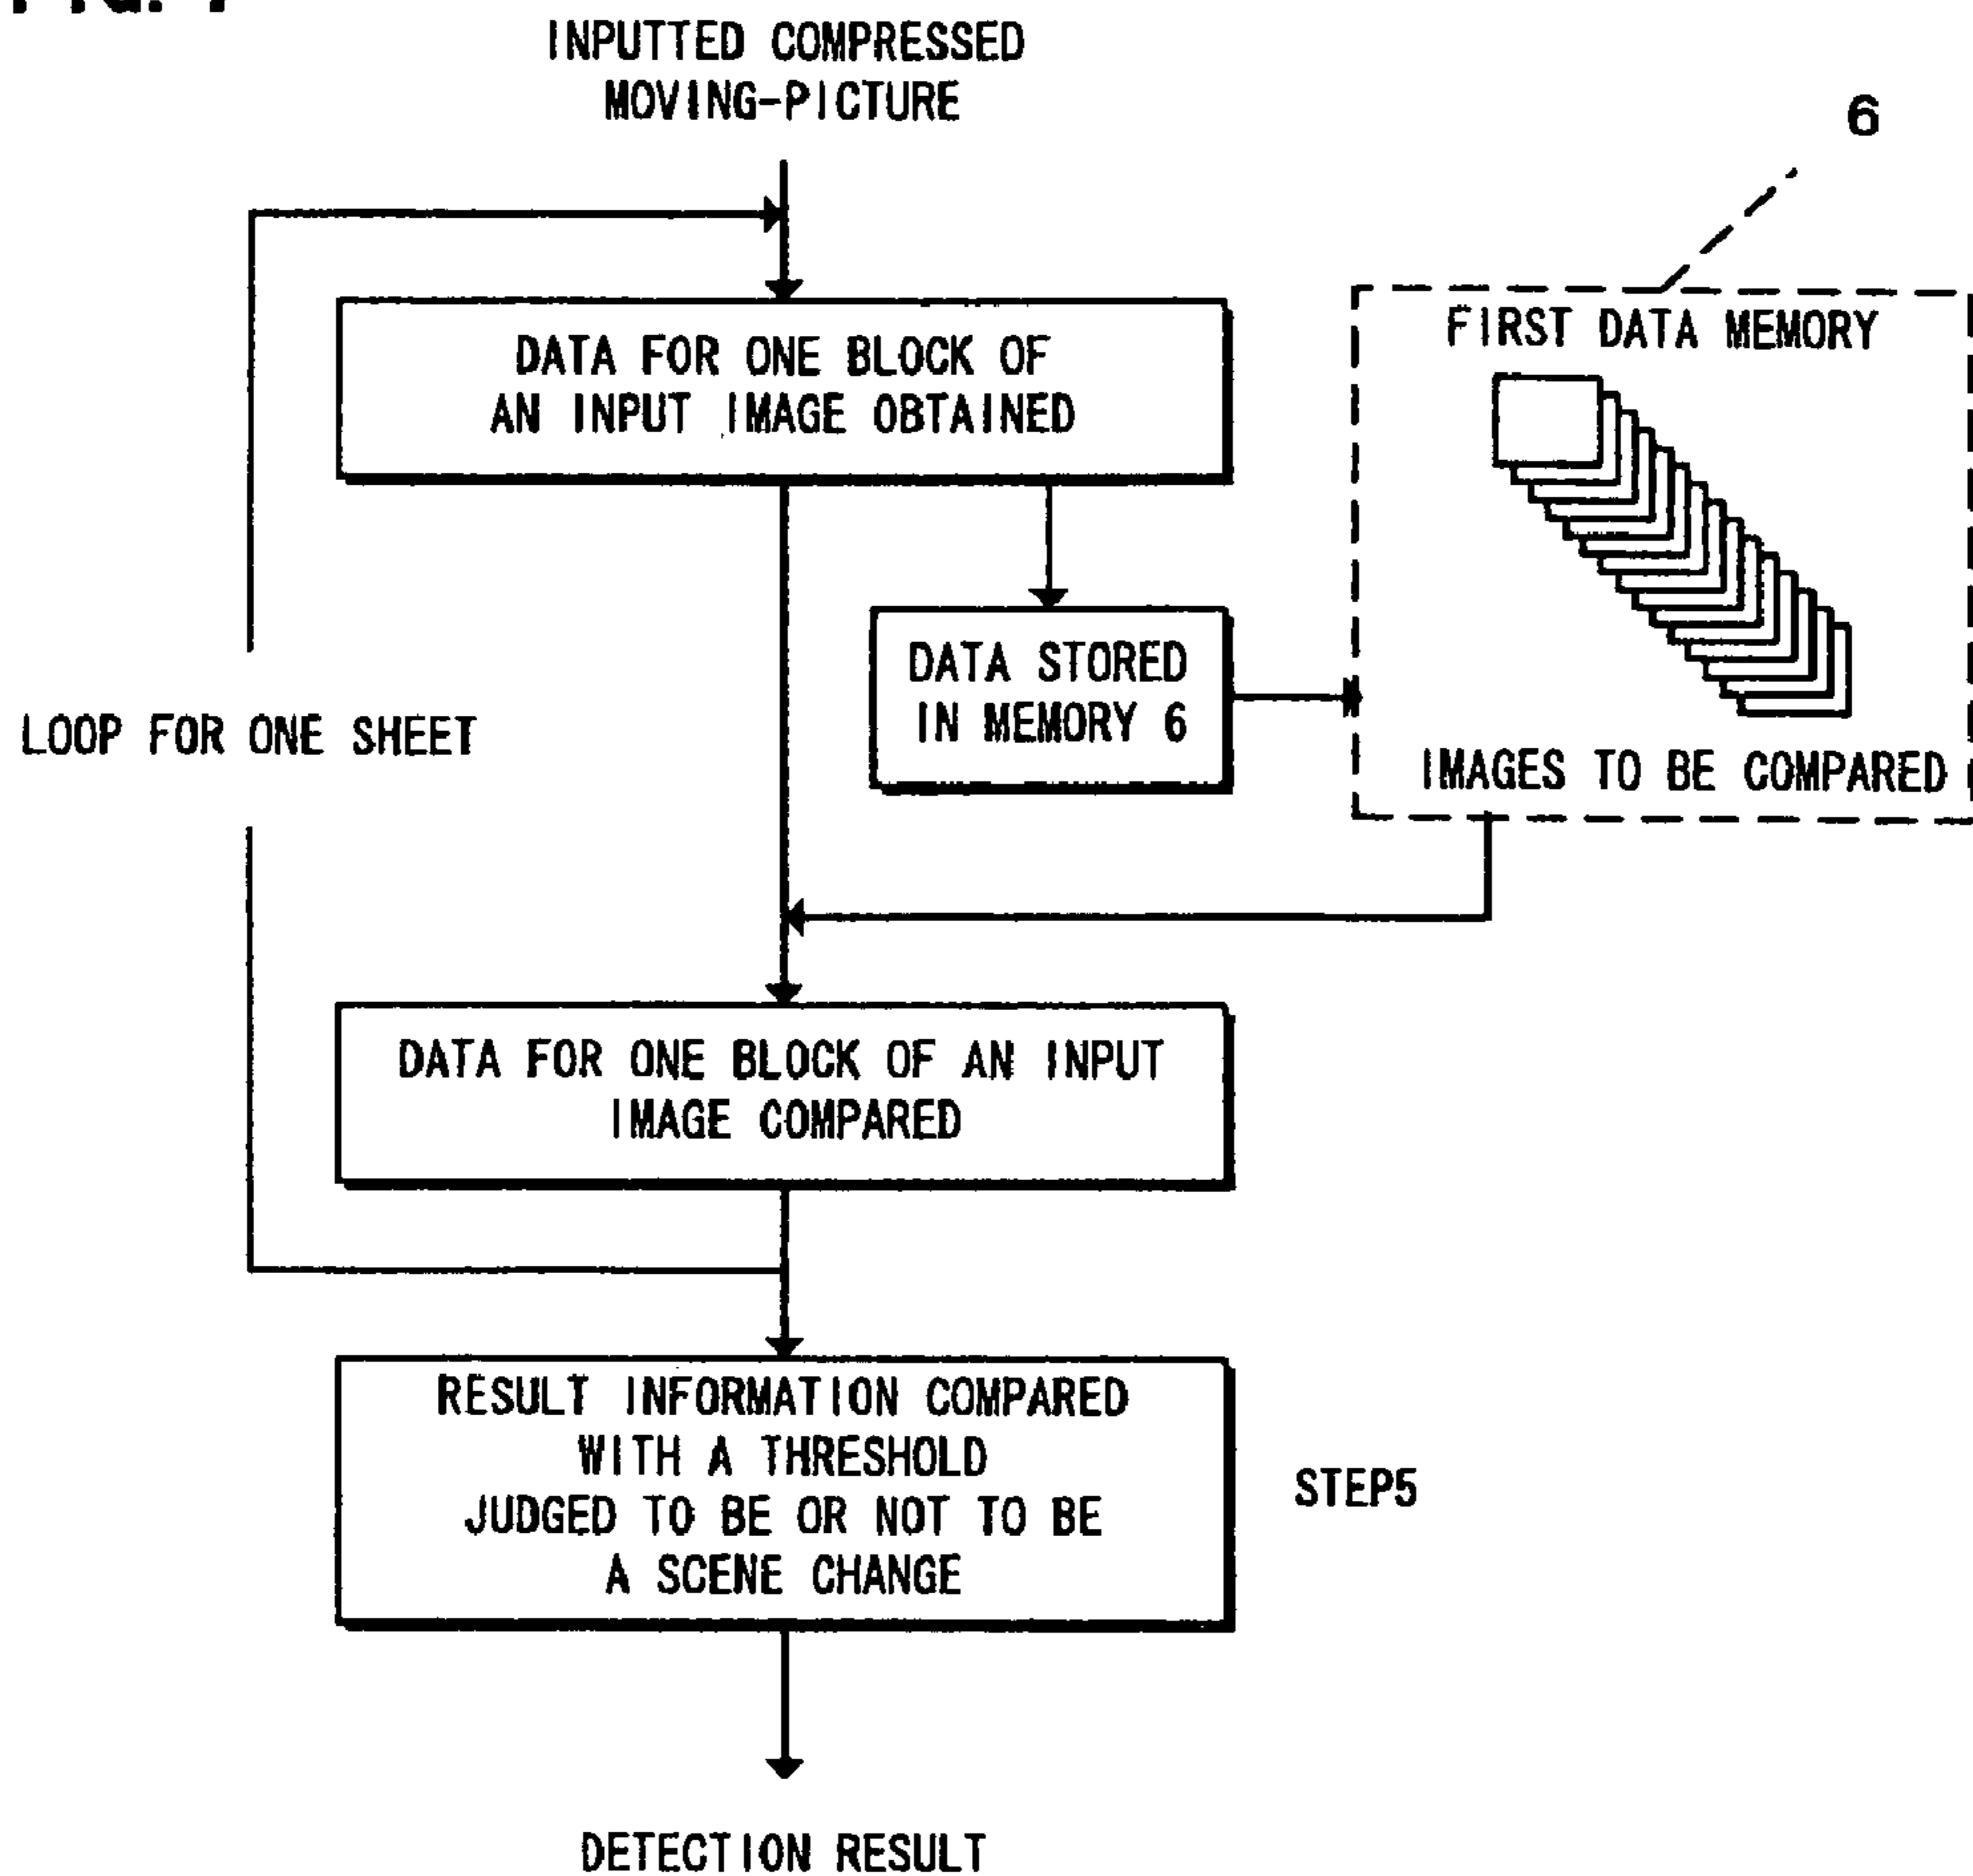 INPUTTED COMPRESSED
MOVING-PICTURE
6
DATA FOR ONE BLOCK OF
AN INPUT IMAGE OBTAINED
FIRST DATA MEMORY
DATA STORED
IN MEMORY 6
LOOP FOR ONE SHEET
IMAGES TO BE COMPARED
DATA FOR ONE BLOCK OF AN INPUT
IMAGE COMPARED
RESULT INFORMATION COMPARED
WITH A THRESHOLD
JUDGED TO BE OR NOT TO BE
A SCENE CHANGE
STEP5
DETECTION RESULT